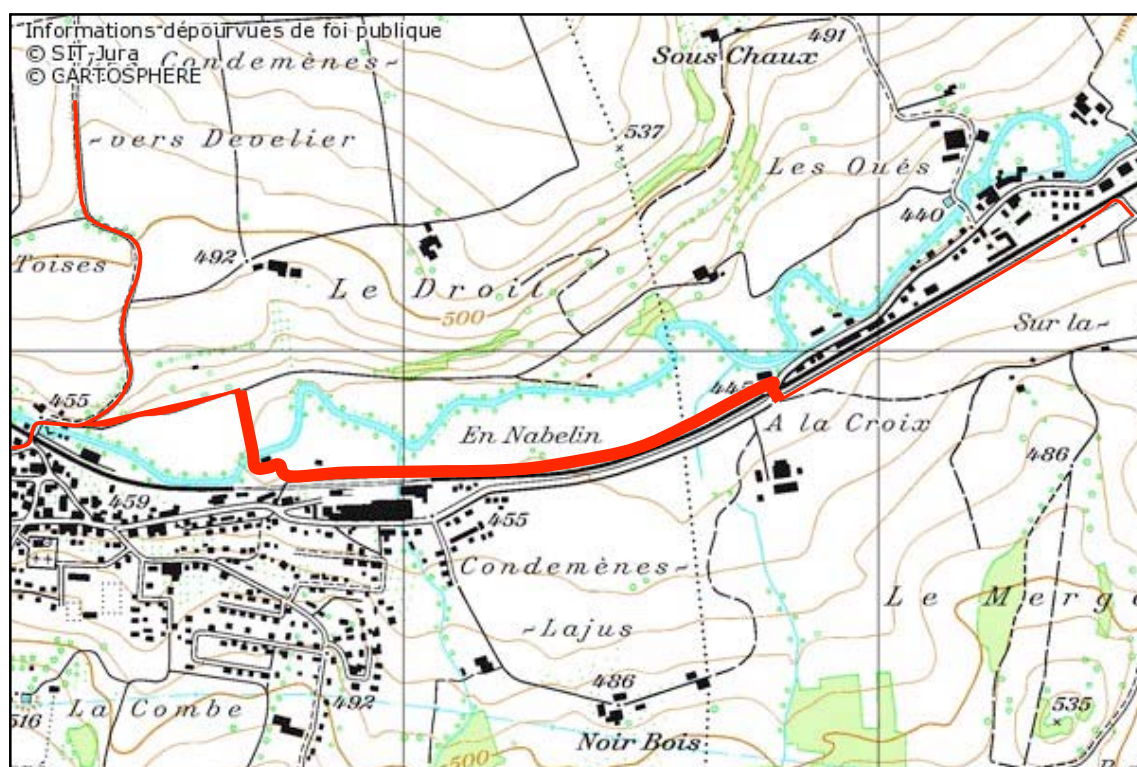 Informations dépourvues de foi publique
© SIT-Jura
© CARTOSPHERE
Condemènes~
~vers Develier
491
Sous Chaux
537
Les Oués
440
Toises
492
Le Droit
500
Sur la~
445
455
En Nabelin
A la Croix
486
459
455
Condemènes~
~Lajus
Le Merg
486
492
516
La Combe
535
Noir Bois
500